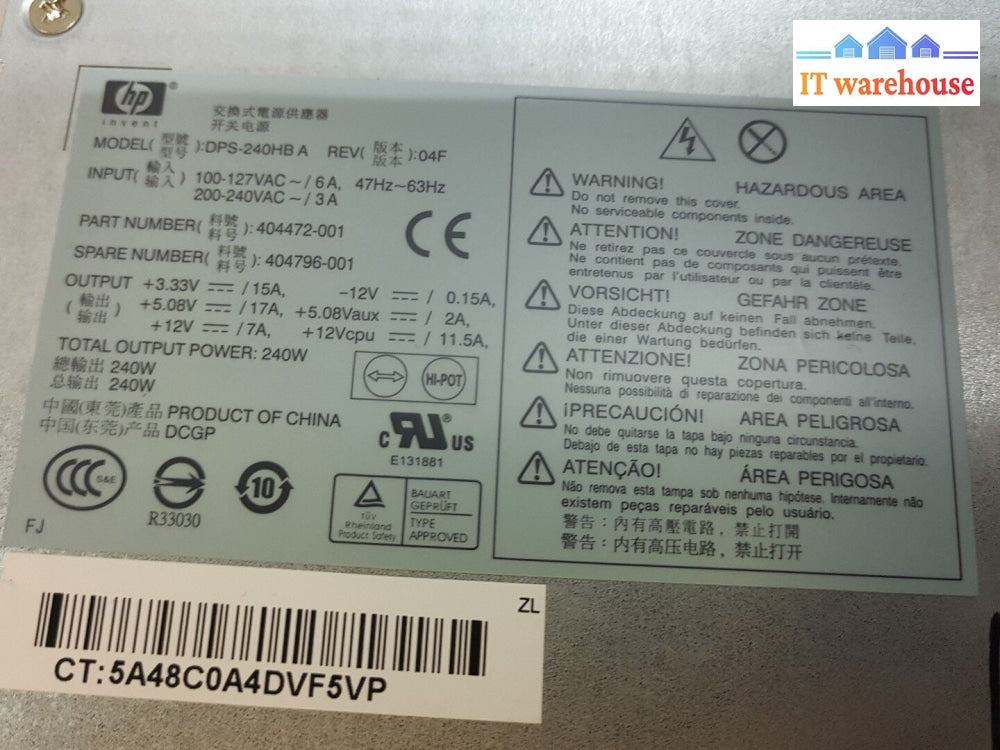 IT warehouse
hp
invent
交換式電源供應器
开关电源
MODEL(型號 型号):DPS-240HB A REV(版本 版本):04F
INPUT(輸入 输入) 100-127VAC~/6A, 47Hz~63Hz
200-240VAC~/3A
PART NUMBER(料號 料号): 404472-001
SPARE NUMBER(料號 料号): 404796-001
CE
OUTPUT +3.33V ⎓ /15A, -12V ⎓ / 0.15A,
(輸出 输出) +5.08V ⎓ /17A, +5.08Vaux ⎓ / 2A,
+12V ⎓ /7A, +12Vcpu ⎓ / 11.5A,
TOTAL OUTPUT POWER: 240W
總輸出 240W
总输出 240W
HI-POT
中國(東莞)產品 PRODUCT OF CHINA
中国(东莞)产品 DCGP
c RU US
E131881
CCC S&E
R33030
10
TÜV
Rheinland
Product Safety
BAUART
GEPRÜFT
TYPE
APPROVED
FJ
WARNING! HAZARDOUS AREA
Do not remove this cover.
No serviceable components inside.
ATTENTION! ZONE DANGEREUSE
Ne retirez pas ce couvercle sous aucun prétexte.
Ne contient pas de composants qui puissent être
entretenus par l'utilisateur ou par la clientèle.
VORSICHT! GEFAHR ZONE
Diese Abdeckung auf keinen Fall abnehmen.
Unter dieser Abdeckung befinden sich keine Teile,
die einer Wartung bedürfen.
ATTENZIONE! ZONA PERICOLOSA
Non rimuovere questa copertura.
Nessuna possibilità di reparazione dei componenti all'interno.
¡PRECAUCIÓN! AREA PELIGROSA
No debe quitarse la tapa bajo ninguna circonstancia.
Debajo de esta tapa no hay piezas reparables por el propietario.
ATENÇÃO! ÁREA PERIGOSA
Não remova esta tampa sob nenhuma hipótese. Internamente não
existem peças reparáveis pelo usuário.
警告：內有高壓電路，禁止打開
警告：内有高压电路，禁止打开
ZL
CT:5A48C0A4DVF5VP